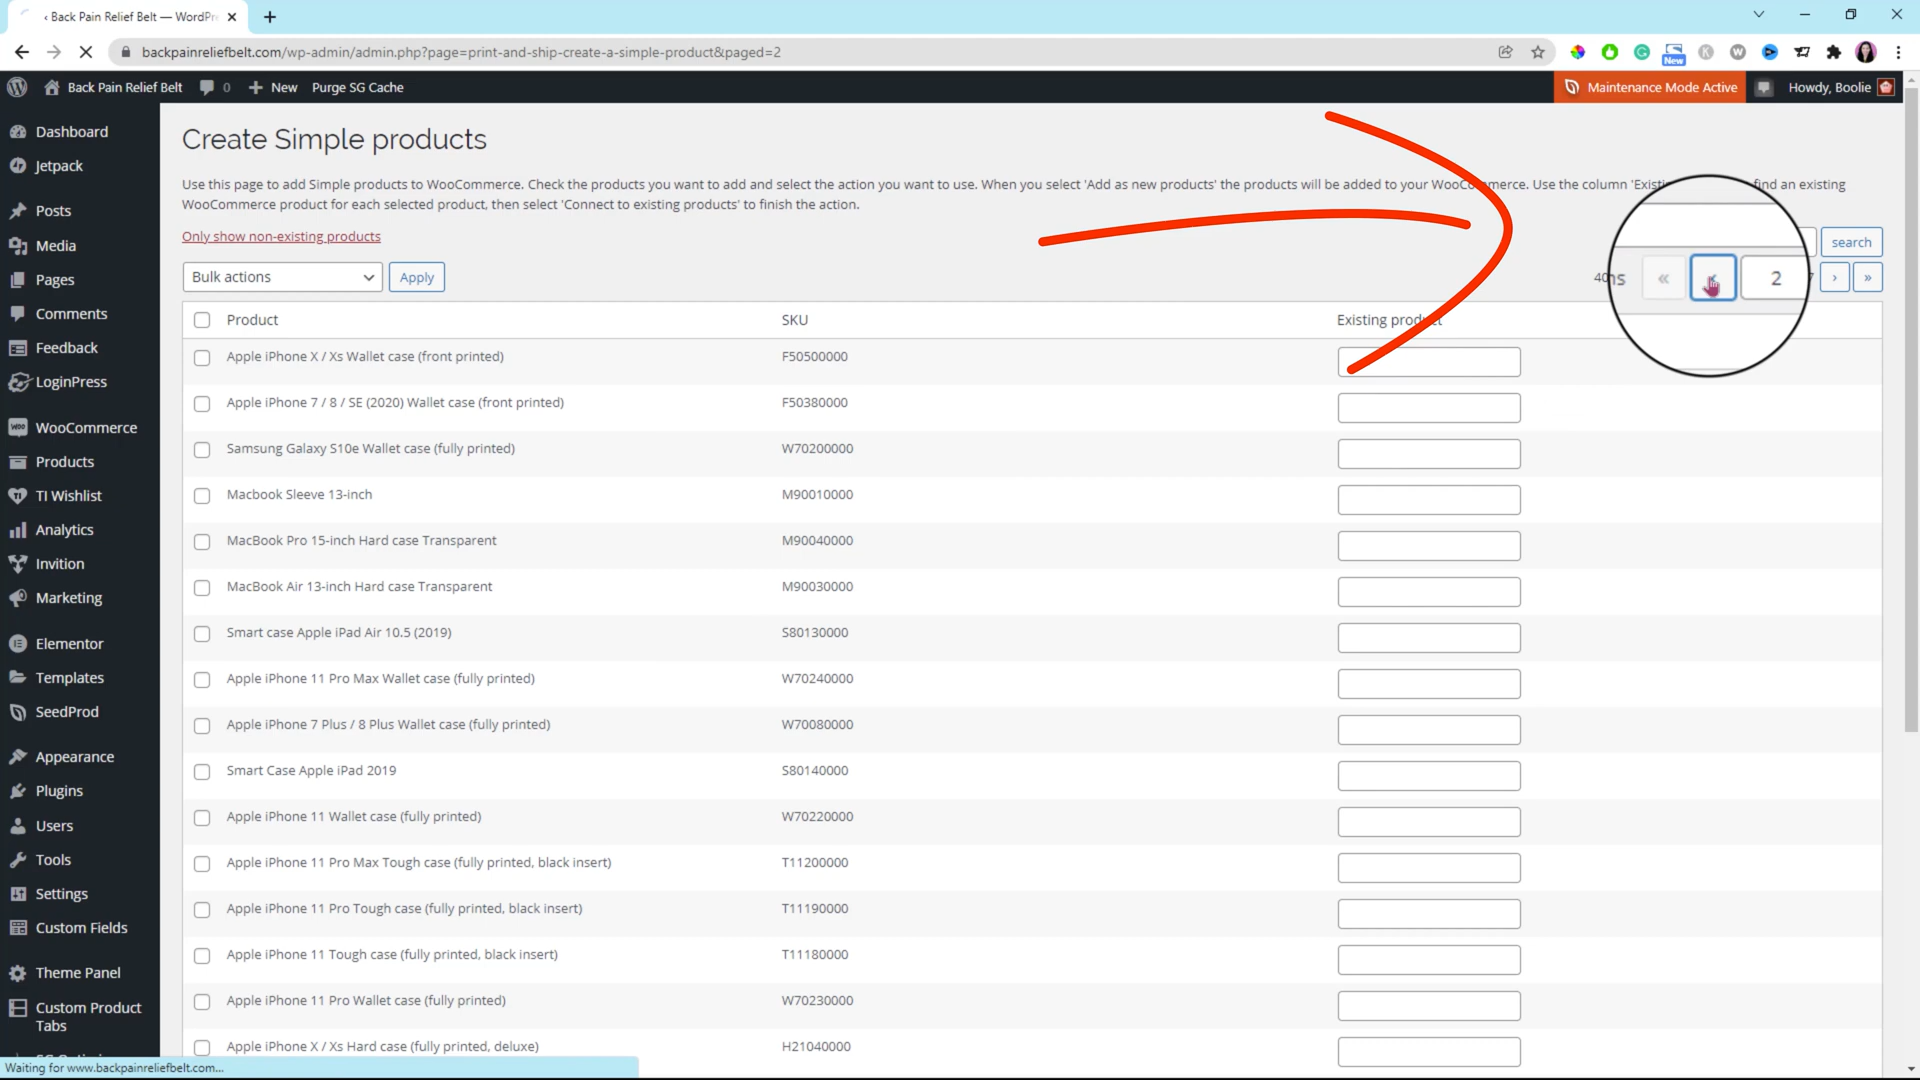 ‹ Back Pain Relief Belt — WordPr
backpainreliefbelt.com/wp-admin/admin.php?page=print-and-ship-create-a-simple-product&paged=2
New
Back Pain Relief Belt 0 New Purge SG Cache Maintenance Mode Active Howdy, Boolie
Dashboard
Jetpack
Posts
Media
Pages
Comments
Feedback
LoginPress
WooCommerce
Products
TI Wishlist
Analytics
Invition
Marketing
Elementor
Templates
SeedProd
Appearance
Plugins
Users
Tools
Settings
Custom Fields
Theme Panel
Custom Product
Tabs
Create Simple products
Use this page to add Simple products to WooCommerce. Check the products you want to add and select the action you want to use. When you select 'Add as new products' the products will be added to your WooCommerce. Use the column 'Existi find an existing
WooCommerce product for each selected product, then select 'Connect to existing products' to finish the action.
Only show non-existing products
search
Bulk actions Apply « ‹ 2 › »
Product SKU Existing product
Apple iPhone X / Xs Wallet case (front printed) F50500000
Apple iPhone 7 / 8 / SE (2020) Wallet case (front printed) F50380000
Samsung Galaxy S10e Wallet case (fully printed) W70200000
Macbook Sleeve 13-inch M90010000
MacBook Pro 15-inch Hard case Transparent M90040000
MacBook Air 13-inch Hard case Transparent M90030000
Smart case Apple iPad Air 10.5 (2019) S80130000
Apple iPhone 11 Pro Max Wallet case (fully printed) W70240000
Apple iPhone 7 Plus / 8 Plus Wallet case (fully printed) W70080000
Smart Case Apple iPad 2019 S80140000
Apple iPhone 11 Wallet case (fully printed) W70220000
Apple iPhone 11 Pro Max Tough case (fully printed, black insert) T11200000
Apple iPhone 11 Pro Tough case (fully printed, black insert) T11190000
Apple iPhone 11 Tough case (fully printed, black insert) T11180000
Apple iPhone 11 Pro Wallet case (fully printed) W70230000
Apple iPhone X / Xs Hard case (fully printed, deluxe) H21040000
Waiting for www.backpainreliefbelt.com...